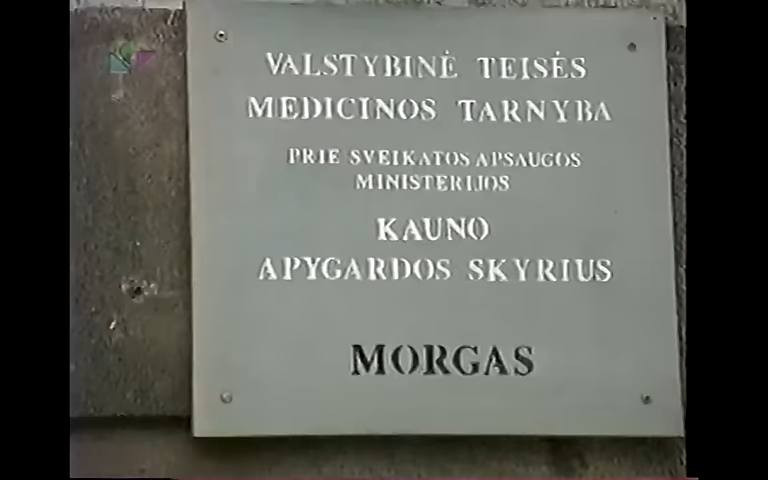 VALSTYBINĖ TEISĖS
MEDICINOS TARNYBA
PRIE SVEIKATOS APSAUGOS
MINISTERIJOS
KAUNO
APYGARDOS SKYRIUS
MORGAS